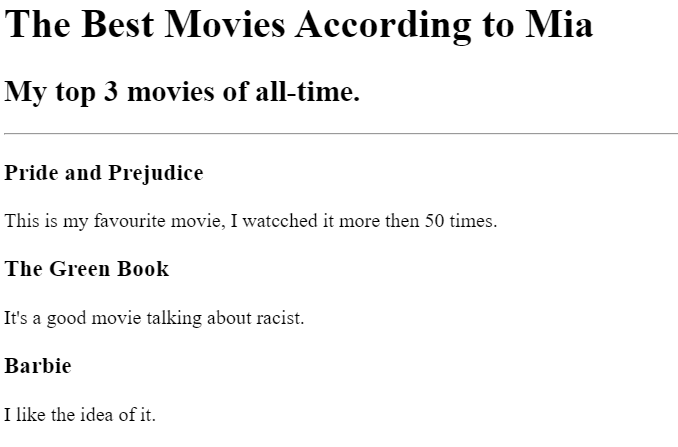 The Best Movies According to Mia
My top 3 movies of all-time.
Pride and Prejudice
This is my favourite movie, I watcched it more then 50 times.
The Green Book
It's a good movie talking about racist.
Barbie
I like the idea of it.